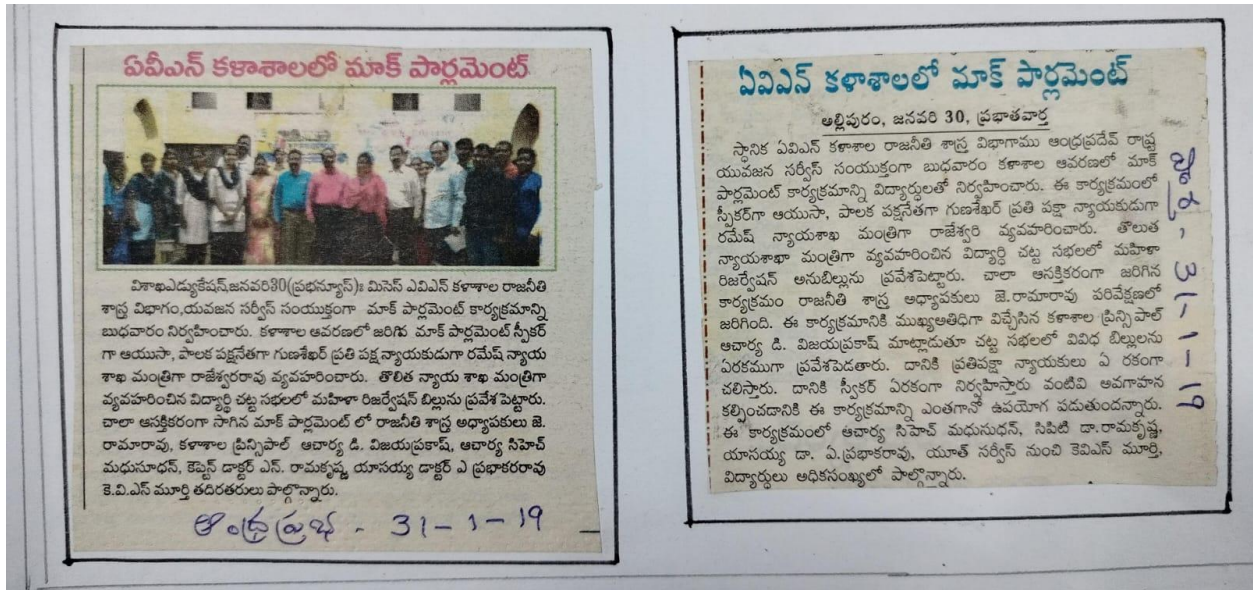 ఏవీఎన్ కళాశాలలో మాక్ పార్లమెంట్
విశాఖఎడ్యుకేషన్,జనవరి30(ప్రభన్యూస్): మిసెస్ ఎవిఎన్ కళాశాల రాజనీతి
శాస్త్ర విభాగం,యువజన సర్వీస్ సంయుక్తంగా మాక్ పార్లమెంట్ కార్యక్రమాన్ని
బుధవారం నిర్వహించారు. కళాశాల ఆవరణలో జరిగిన మాక్ పార్లమెంట్ స్పీకర్
గా ఆయుసా, పాలక పక్షనేతగా గుణశేఖర్ ప్రతి పక్ష న్యాయకుడుగా రమేష్ న్యాయ
శాఖ మంత్రిగా రాజేశ్వరరావు వ్యవహరించారు. తొలిత న్యాయ శాఖ మంత్రిగా
వ్యవహరించిన విద్యార్థి చట్ట సభలలో మహిళా రిజర్వేషన్ బిల్లును ప్రవేశ పెట్టారు.
చాలా ఆసక్తికరంగా సాగిన మాక్ పార్లమెంట్ లో రాజనీతి శాస్త్ర అధ్యాపకులు జె.
రామారావు, కళాశాల ప్రిన్సిపాల్ ఆచార్య డి. విజయప్రకాష్, ఆచార్య సిహెచ్
మధుసూధన్, కెప్టెన్ డాక్టర్ ఎన్. రామకృష్ణ యాసయ్య డాక్టర్ ఎ ప్రభాకరరావు
కె.వి.ఎస్ మూర్తి తదిరతరులు పాల్గొన్నారు.
ఆంధ్రప్రభ - 31-1-19
ఏవిఎన్ కళాశాలలో మాక్ పార్లమెంట్
అల్లిపురం, జనవరి 30, ప్రభాతవార్త
స్థానిక ఏవిఎన్ కళాశాల రాజనీతి శాస్త్ర విభాగాము ఆంధ్రప్రదేవ్ రాష్ట్ర
యువజన సర్వీస్ సంయుక్తంగా బుధవారం కళాశాల ఆవరణలో మాక్
పార్లమెంట్ కార్యక్రమాన్ని విద్యార్థులతో నిర్వహించారు. ఈ కార్యక్రమంలో
స్పీకర్‌గా ఆయుసా, పాలక పక్షనేతగా గుణశేఖర్ ప్రతి పక్షా న్యాయకుడుగా
రమేష్ న్యాయశాఖ మంత్రిగా రాజేశ్వరి వ్యవహరించారు. తొలుత
న్యాయశాఖా మంత్రిగా వ్యవహరించిన విద్యార్ధి చట్ట సభలలో మహిళా
రిజర్వేషన్ అనుబిల్లును ప్రవేశపెట్టారు. చాలా ఆసక్తికరంగా జరిగిన
కార్యక్రమం రాజనీతి శాస్త్ర అధ్యాపకులు జె.రామారావు పరివేక్షణలో
జరిగింది. ఈ కార్యక్రమానికి ముఖ్యఅతిధిగా విచ్చేసిన కళాశాల ప్రిన్సిపాల్
ఆచార్య డి. విజయప్రకాష్ మాట్లాడుతూ చట్ట సభలలో వివిధ బిల్లులను
ఏరకముగా ప్రవేశపెడతారు. దానికి ప్రతిపక్షా న్యాయకులు ఏ రకంగా
చలిస్తారు. దానికి స్వీకర్ ఏరకంగా నిర్వహిస్తారు వంటివి అవగాహన
కల్పించడానికి ఈ కార్యక్రమాన్ని ఎంతగానో ఉపయోగ పడుతుందన్నారు.
ఈ కార్యక్రమంలో ఆచార్య సిహెచ్ మధుసుధన్, సిపిటి డా.రామకృష్ణ,
యాసయ్య డా. ఏ.ప్రభాకరావు, యూత్ సర్వీస్ నుంచి కెవిఎస్ మూర్తి,
విద్యార్థులు అధికసంఖ్యలో పాల్గొన్నారు.
31-1-19